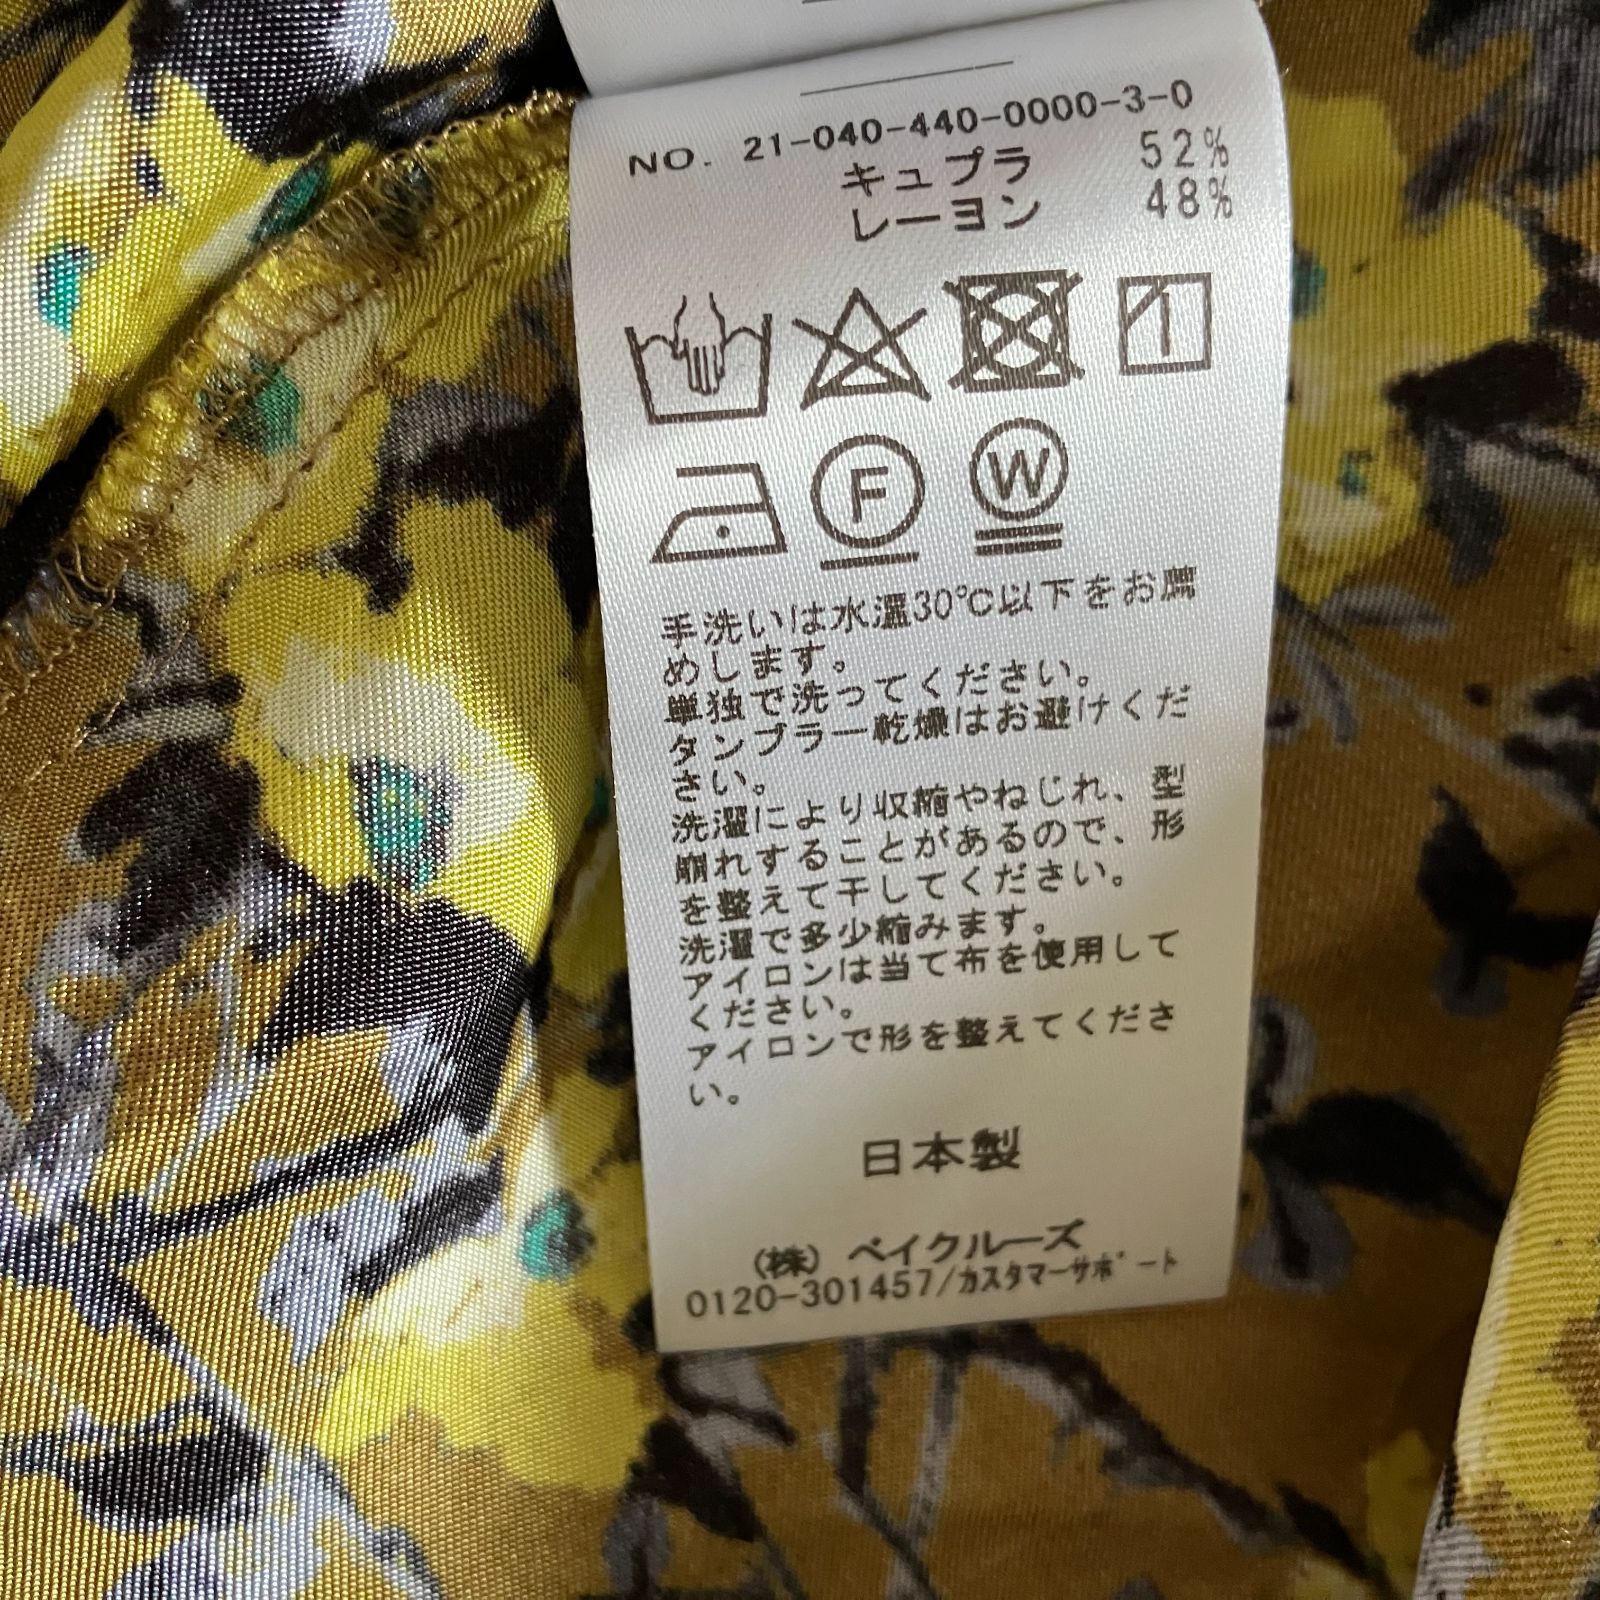 NO. 21-040-440-0000-3-0
キュプラ 52%
レーヨン 48%
F
W
手洗いは水温30℃以下をお薦
めします。
単独で洗ってください。
タンブラー乾燥はお避けくだ
さい。
洗濯により収縮やねじれ、型
崩れすることがあるので、形
を整えて干してください。
洗濯で多少縮みます。
アイロンは当て布を使用して
ください。
アイロンで形を整えてくださ
い。
日本製
(株) ベイクルーズ
0120-301457/カスタマーサポート